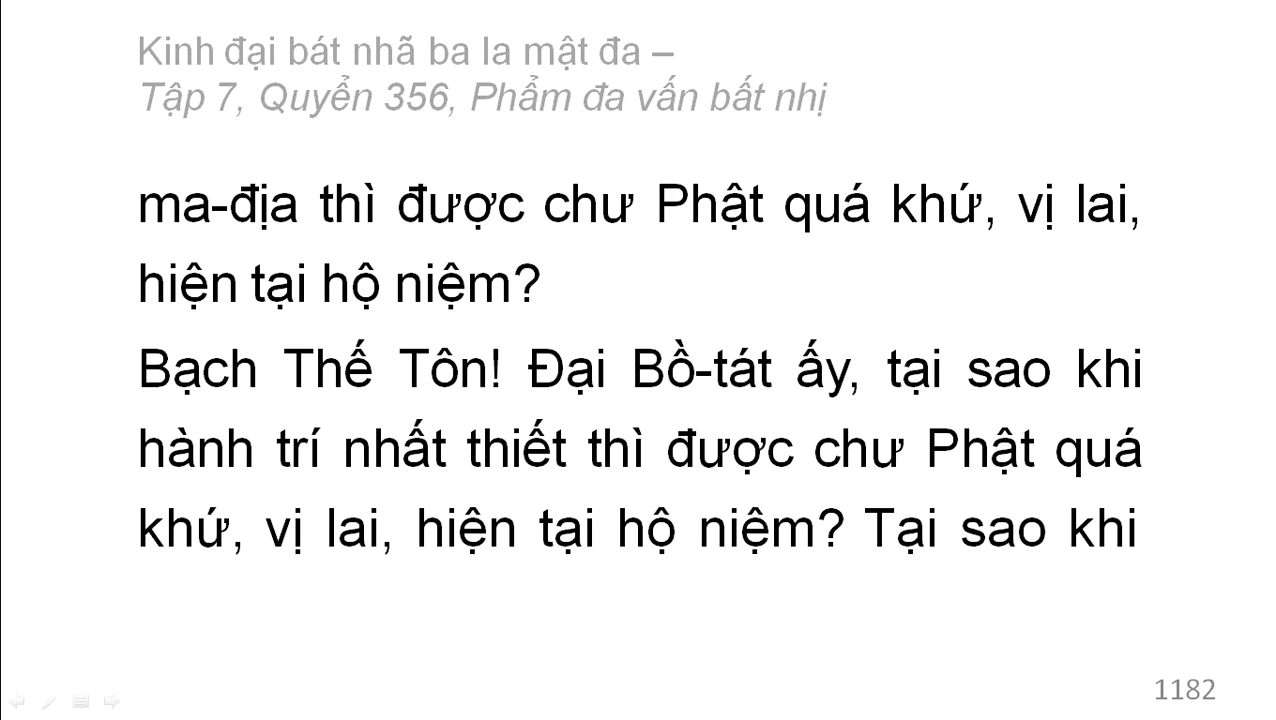 Kinh đại bát nhã ba la mật đa –
Tập 7, Quyển 356, Phẩm đa vấn bất nhị
ma-địa thì được chư Phật quá khứ, vị lai,
hiện tại hộ niệm?
Bạch Thế Tôn! Đại Bồ-tát ấy, tại sao khi
hành trí nhất thiết thì được chư Phật quá
khứ, vị lai, hiện tại hộ niệm? Tại sao khi
1182